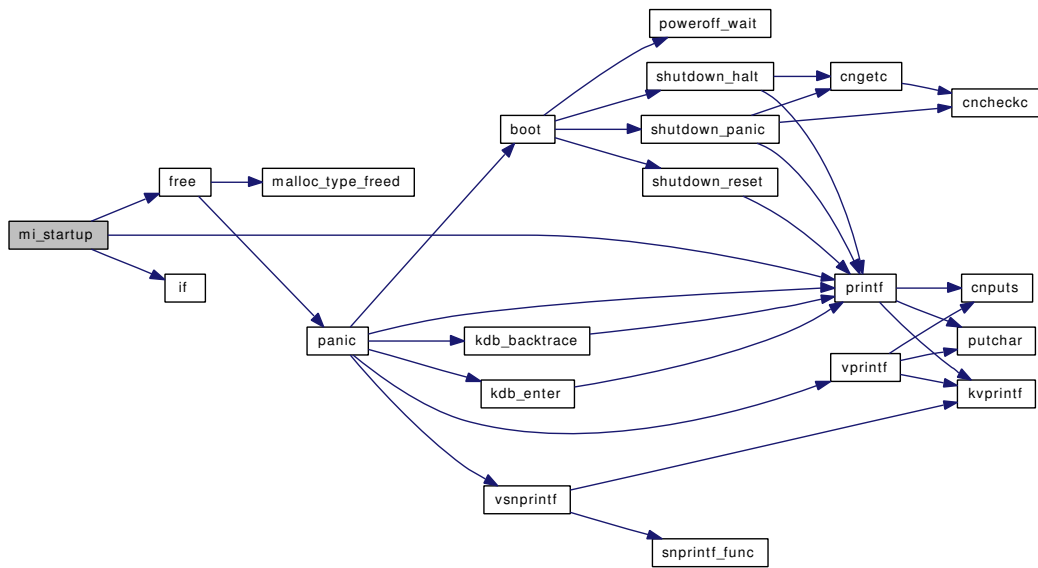 poweroff_wait
shutdown_halt
cngetc
cncheckc
boot
shutdown_panic
free
malloc_type_freed
shutdown_reset
mi_startup
if
printf
cnputs
panic
kdb_backtrace
putchar
vprintf
kdb_enter
kvprintf
vsnprintf
snprintf_func